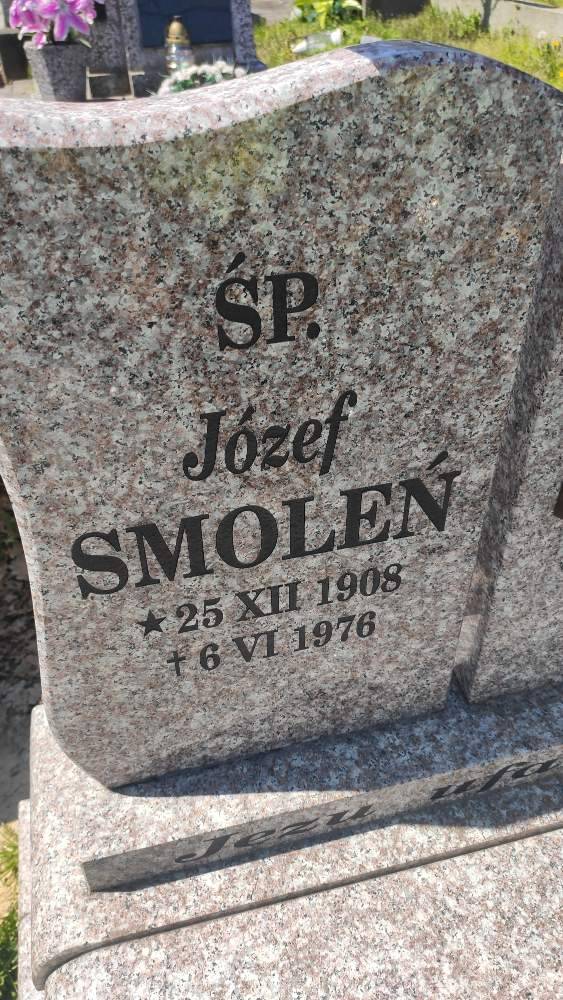 ŚP.
Józef
SMOLEŃ
★ 25 XII 1908
† 6 VI 1976
Jezu ufa